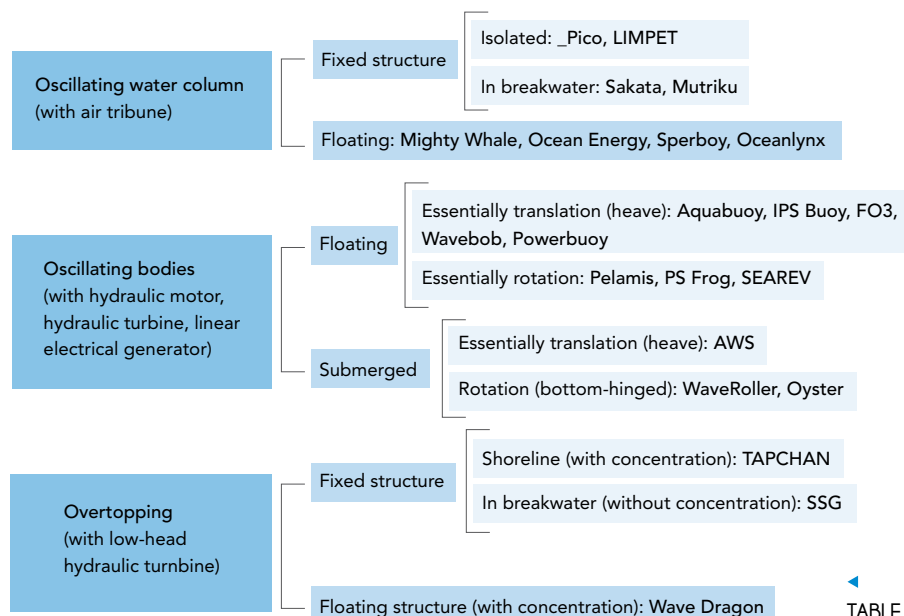 Oscillating water column
(with air tribune)
Fixed structure
Isolated: _Pico, LIMPET
In breakwater: Sakata, Mutriku
Floating: Mighty Whale, Ocean Energy, Sperboy, Oceanlynx
Oscillating bodies
(with hydraulic motor,
hydraulic turbine, linear
electrical generator)
Floating
Essentially translation (heave): Aquabuoy, IPS Buoy, FO3,
Wavebob, Powerbuoy
Essentially rotation: Pelamis, PS Frog, SEAREV
Submerged
Essentially translation (heave): AWS
Rotation (bottom-hinged): WaveRoller, Oyster
Overtopping
(with low-head
hydraulic turnbine)
Fixed structure
Shoreline (with concentration): TAPCHAN
In breakwater (without concentration): SSG
Floating structure (with concentration): Wave Dragon
TABLE